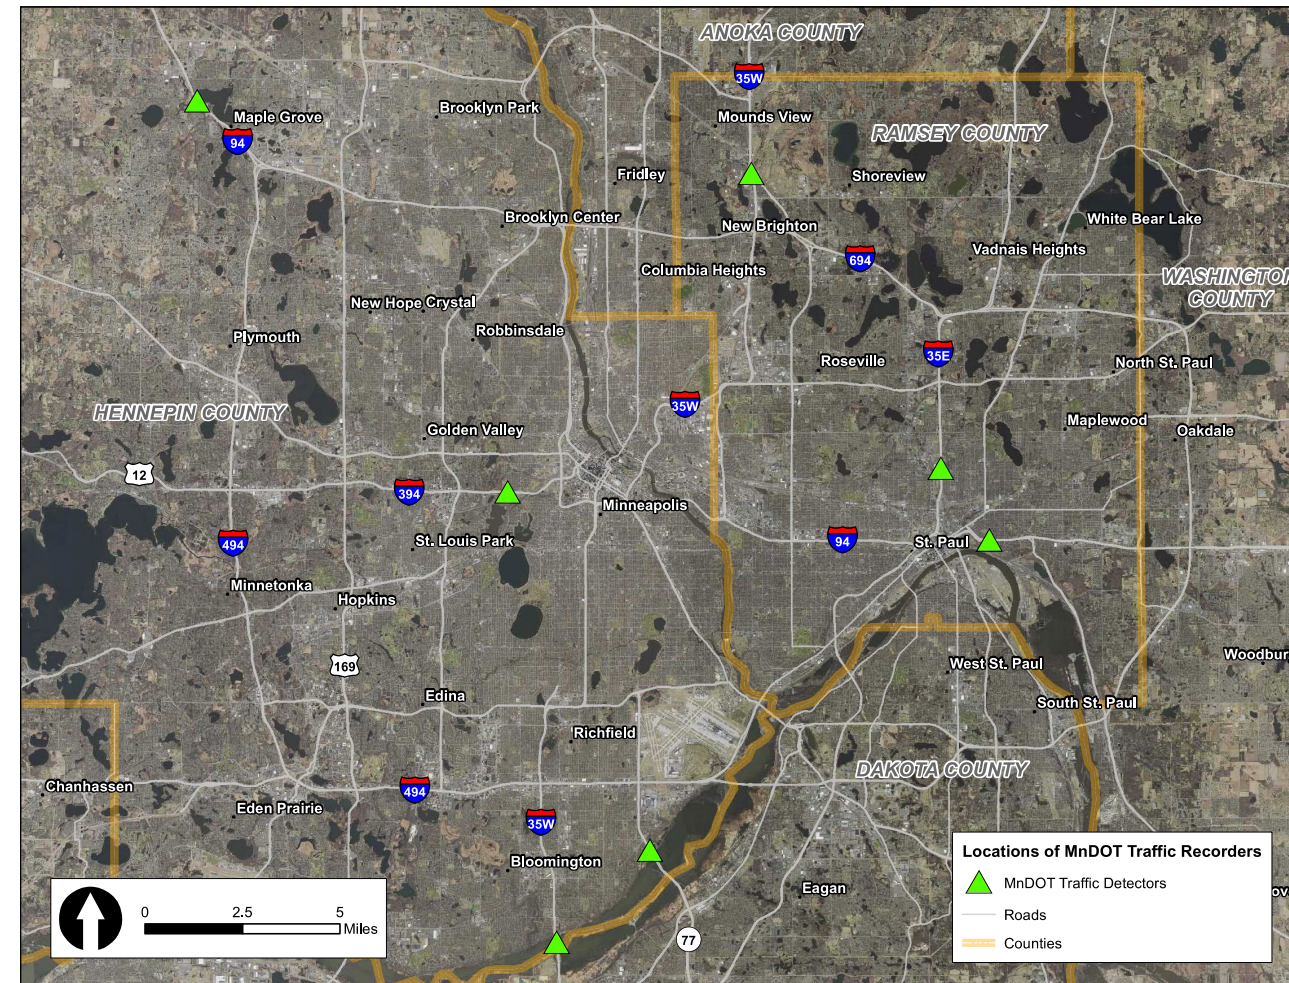 ANOKA COUNTY
35W
Maple Grove
Brooklyn Park
Mounds View
RAMSEY COUNTY
94
Fridley
Shoreview
Brooklyn Center
New Brighton
White Bear Lake
Vadnais Heights
694
Columbia Heights
WASHINGTON
COUNTY
New Hope
Crystal
Robbinsdale
Plymouth
35E
Roseville
North St. Paul
HENNEPIN COUNTY
35W
Golden Valley
Maplewood
Oakdale
12
394
Minneapolis
494
St. Louis Park
94
St. Paul
Minnetonka
Hopkins
169
West St. Paul
Woodbur
Edina
South St. Paul
Richfield
DAKOTA COUNTY
Chanhassen
494
Eden Prairie
35W
Bloomington
Eagan
77
0 2.5 5
Miles
Locations of MnDOT Traffic Recorders
MnDOT Traffic Detectors
Roads
Counties